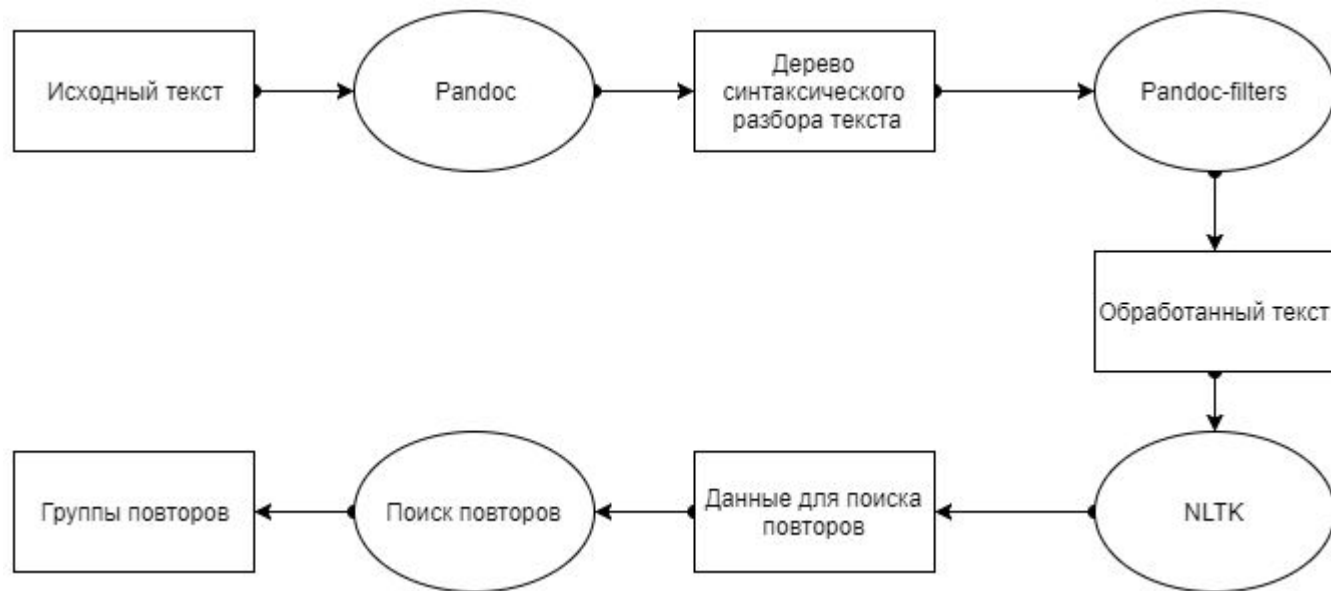 Исходный текст
Pandoc
Дерево
синтаксического
разбора текста
Pandoc-filters
Обработанный текст
Группы повторов
Поиск повторов
Данные для поиска
повторов
NLTK